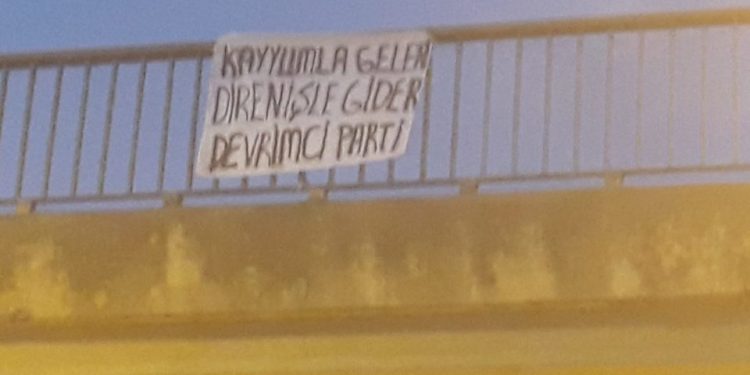 KAYYUMLA GELEN
DİRENİŞLE GİDER
DEVRİMCİ PARTİ